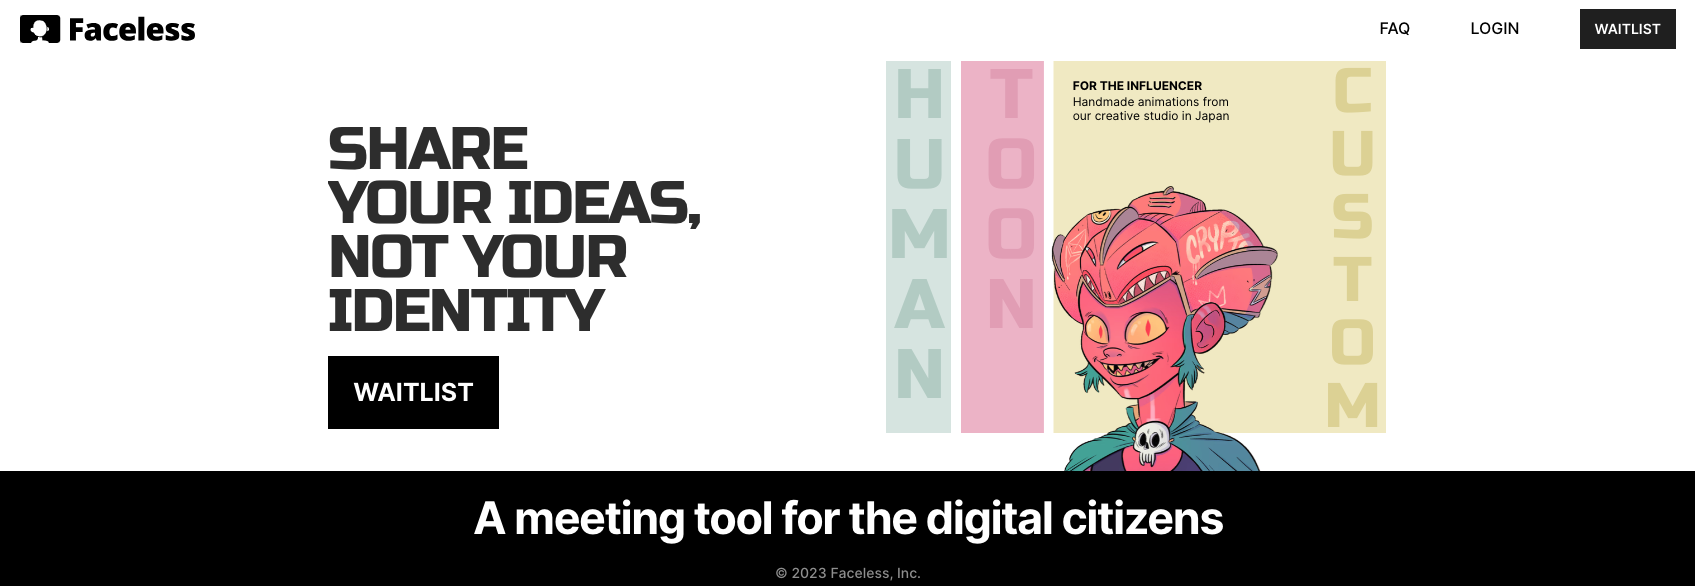 Faceless
FAQ
LOGIN
WAITLIST
SHARE
YOUR IDEAS,
NOT YOUR
IDENTITY
WAITLIST
HUMAN
TOON
FOR THE INFLUENCER
Handmade animations from
our creative studio in Japan
CUSTOM
CRYPTO
A meeting tool for the digital citizens
© 2023 Faceless, Inc.